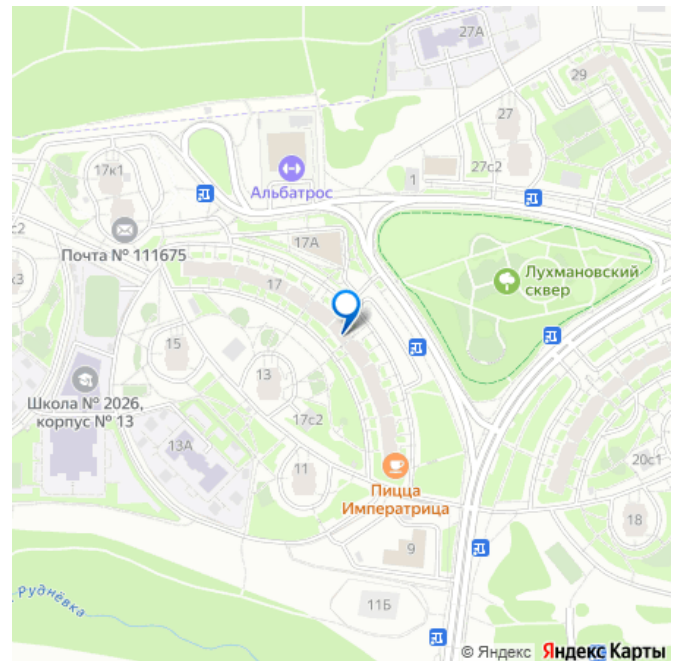 27А
29
27
17к1
27с2
1
Альбатрос
с2
Почта № 111675
17А
Лухмановский
сквер
к3
17
15
13
Школа № 2026,
корпус № 13
17с2
13А
11
20с1
Пицца
Императрица
18
9
Руднёвка
11Б
© Яндекс Яндекс Карты